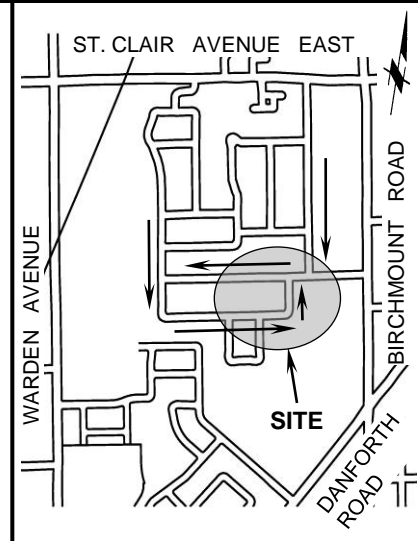 ST. CLAIR AVENUE EAST
WARDEN AVENUE
BIRCHMOUNT ROAD
SITE
DANFORTH
ROAD